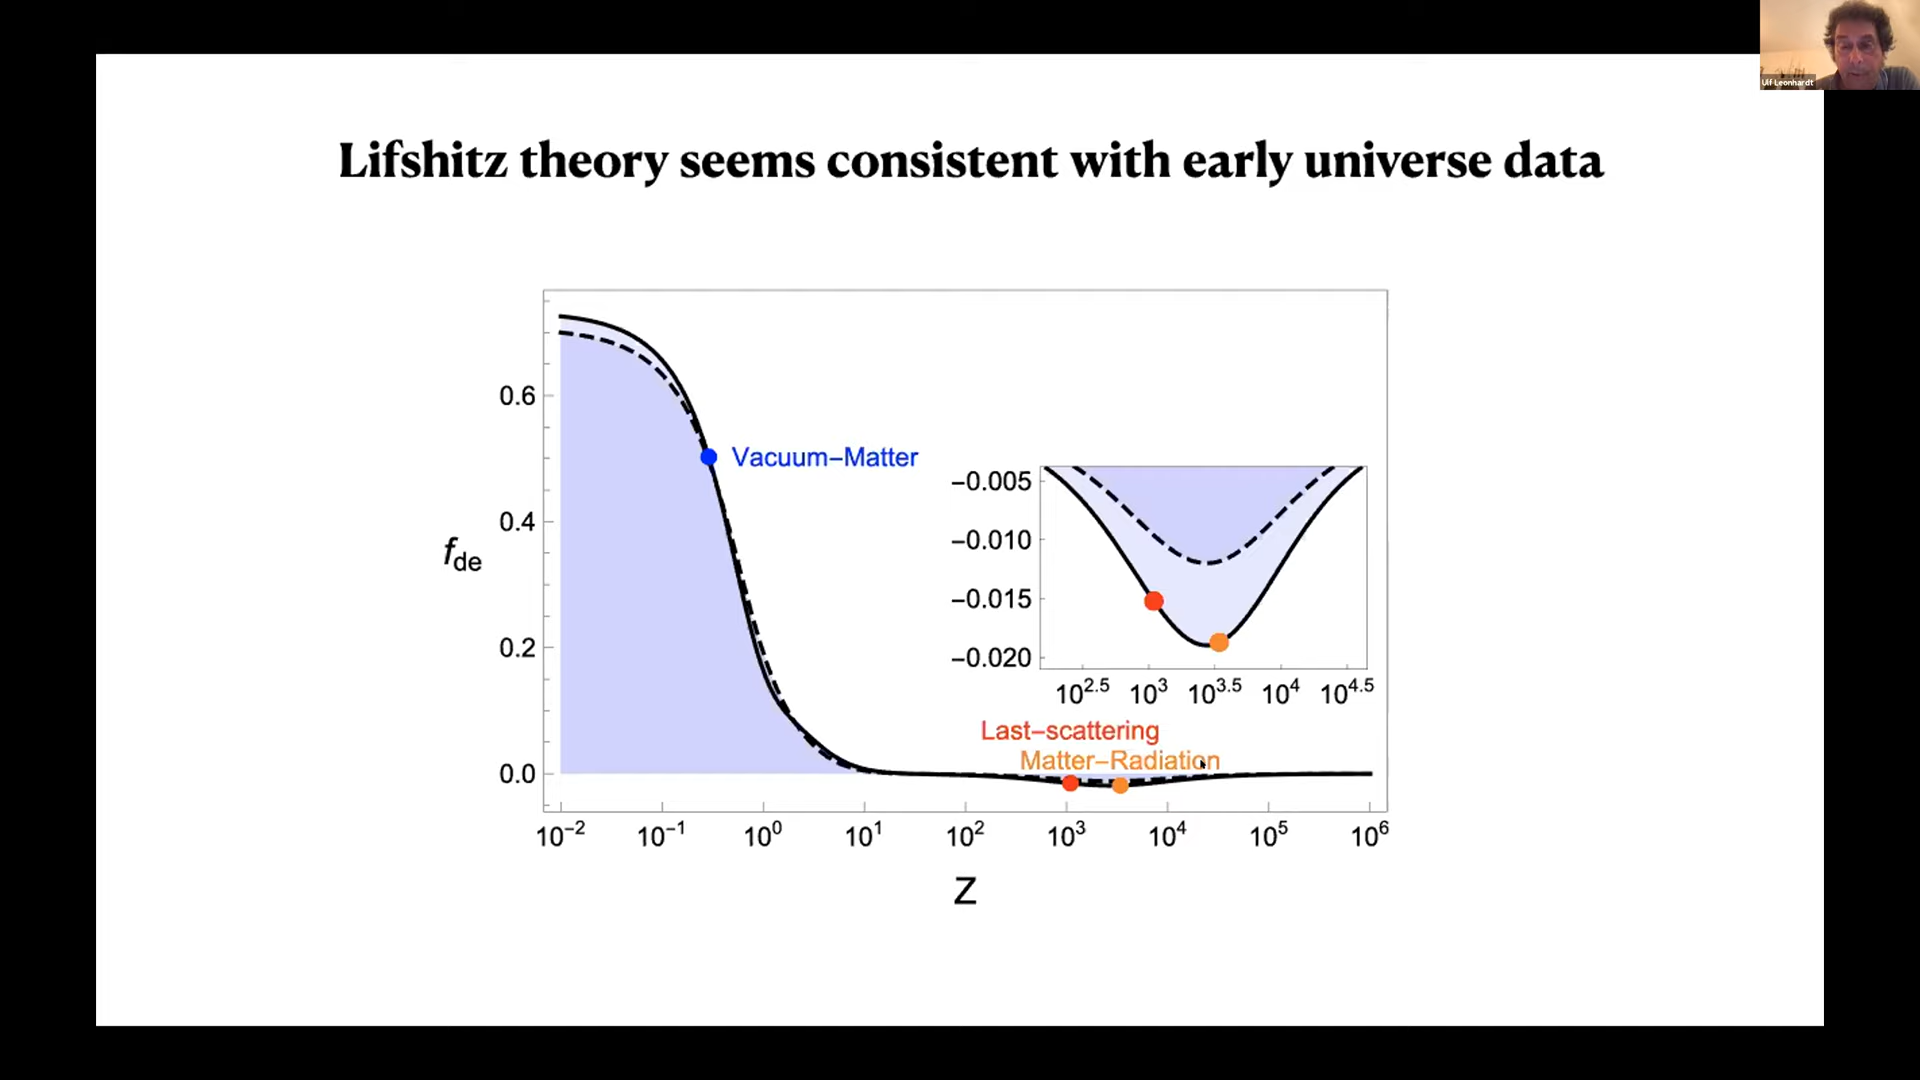 Ulf Leonhardt
Lifshitz theory seems consistent with early universe data
0.6
Vacuum–Matter
−0.005
0.4
−0.010
f_de
−0.015
0.2
−0.020
10^2.5 10^3 10^3.5 10^4 10^4.5
Last–scattering
Matter–Radiation
0.0
10^−2 10^−1 10^0 10^1 10^2 10^3 10^4 10^5 10^6
Z